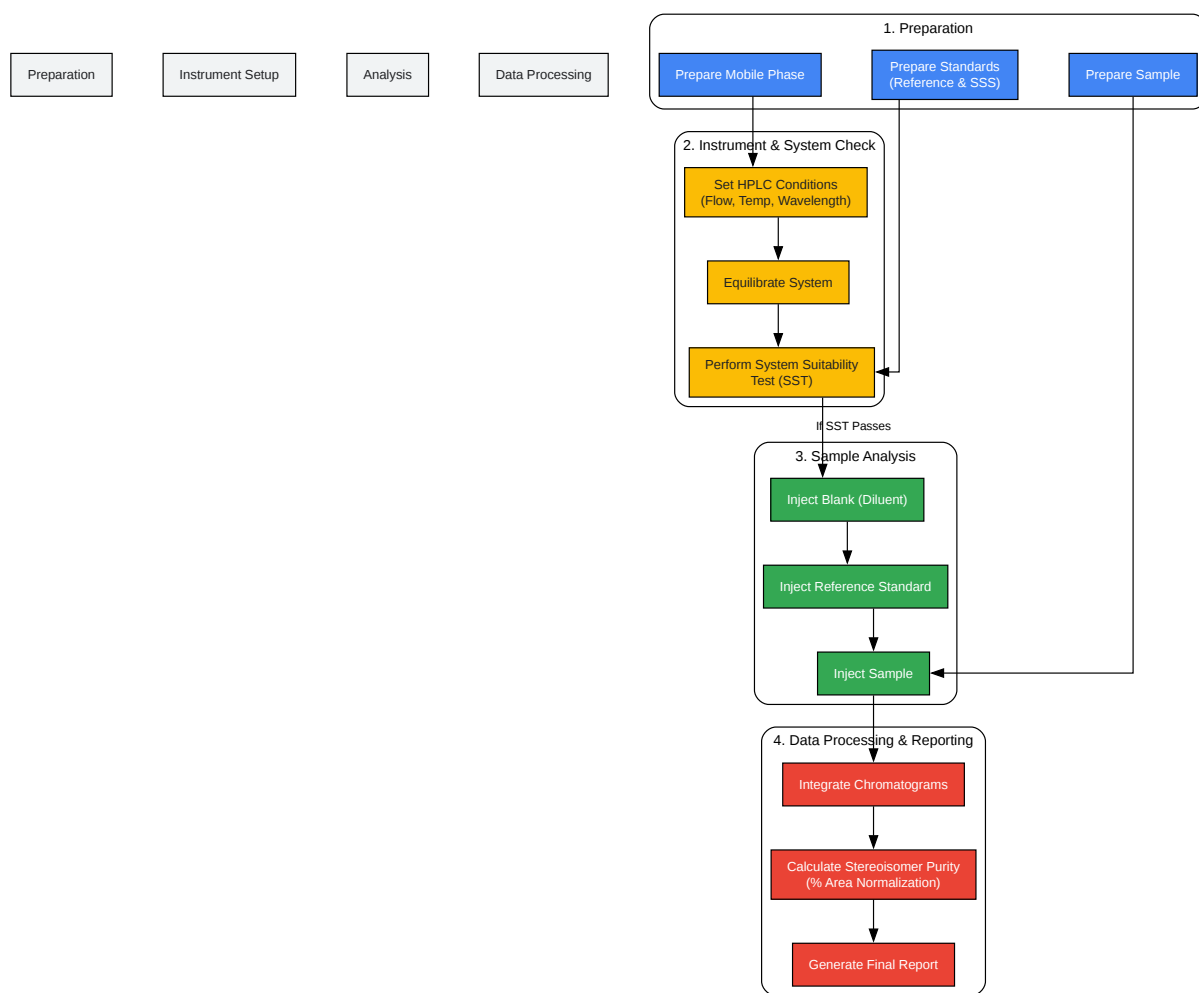 1. Preparation
Preparation
Instrument Setup
Analysis
Data Processing
Prepare Mobile Phase
Prepare Standards
(Reference & SSS)
Prepare Sample
2. Instrument & System Check
Set HPLC Conditions
(Flow, Temp, Wavelength)
Equilibrate System
Perform System Suitability
Test (SST)
If SST Passes
3. Sample Analysis
Inject Blank (Diluent)
Inject Reference Standard
Inject Sample
4. Data Processing & Reporting
Integrate Chromatograms
Calculate Stereoisomer Purity
(% Area Normalization)
Generate Final Report